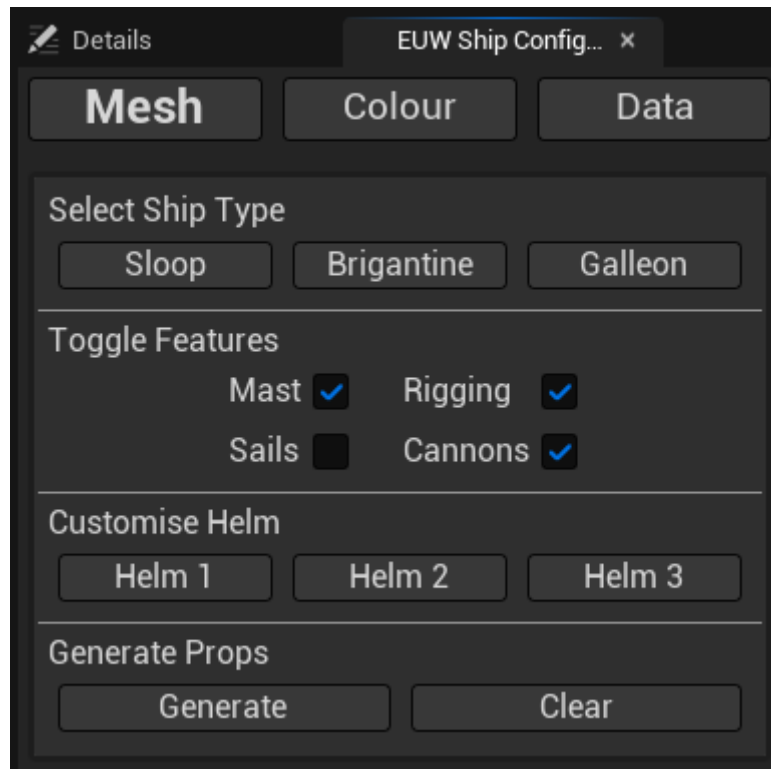 Details EUW Ship Config... ×
Mesh Colour Data
Select Ship Type
Sloop Brigantine Galleon
Toggle Features
Mast Rigging
Sails Cannons
Customise Helm
Helm 1 Helm 2 Helm 3
Generate Props
Generate Clear